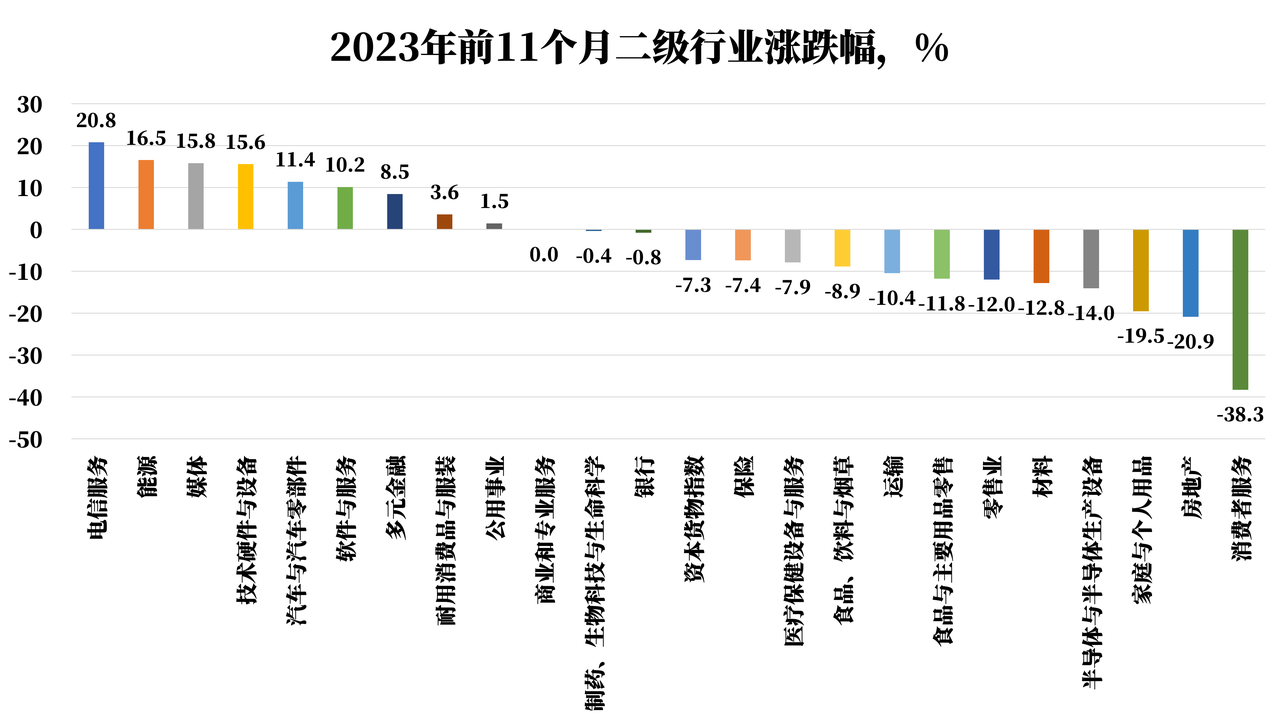 2023年前11个月二级行业涨跌幅，%
30
20
10
0
-10
-20
-30
-40
-50
20.8
16.5
15.8
15.6
11.4
10.2
8.5
3.6
1.5
0.0
-0.4
-0.8
-7.3
-7.4
-7.9
-8.9
-10.4
-11.8
-12.0
-12.8
-14.0
-19.5
-20.9
-38.3
电信服务
能源
媒体
技术硬件与设备
汽车与汽车零部件
软件与服务
多元金融
耐用消费品与服装
公用事业
商业和专业服务
制药、生物科技与生命科学
银行
资本货物指数
保险
医疗保健设备与服务
食品、饮料与烟草
运输
食品与主要用品零售
零售业
材料
半导体与半导体生产设备
家庭与个人用品
房地产
消费者服务